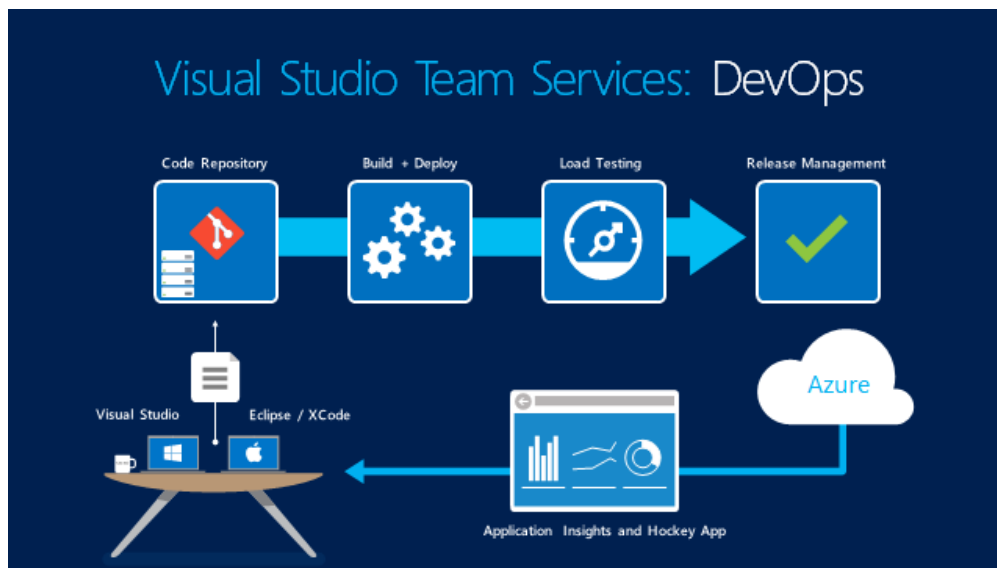 Visual Studio Team Services: DevOps
Code Repository
Build + Deploy
Load Testing
Release Management
Azure
Visual Studio
Eclipse / XCode
Application Insights and Hockey App